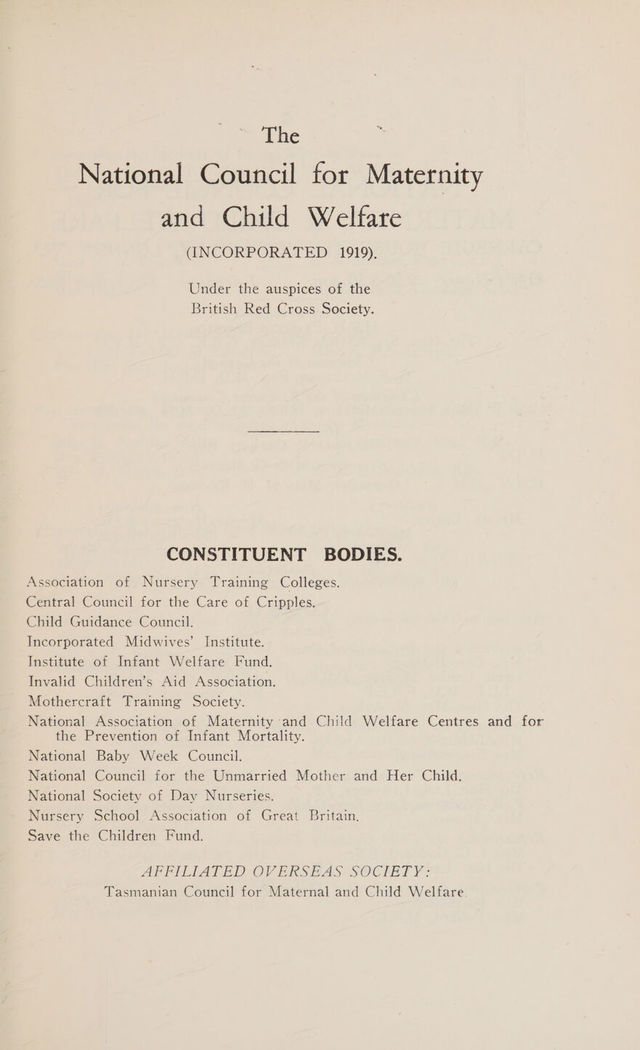 The
National Council for Maternity
and Child Welfare
(INCORPORATED 1919).
Under the auspices of the
British Red Cross Society.
CONSTITUENT BODIES.
Association of Nursery Training Colleges.
Central Council for the Care of Cripples.
Child Guidance Council.
Incorporated Midwives' Institute.
Institute of Infant Welfare Fund.
Invalid Children's Aid Association.
Mothercraft Training Society.
National Association of Maternity and Child Welfare Centres and for
the Prevention of Infant Mortality.
National Baby Week Council.
National Council for the Unmarried Mother and Her Child.
National Society of Day Nurseries.
Nursery School Association of Great Britain.
Save the Children Fund.
AFFILIATED OVERSEAS SOCIETY:
Tasmanian Council for Maternal and Child Welfare.